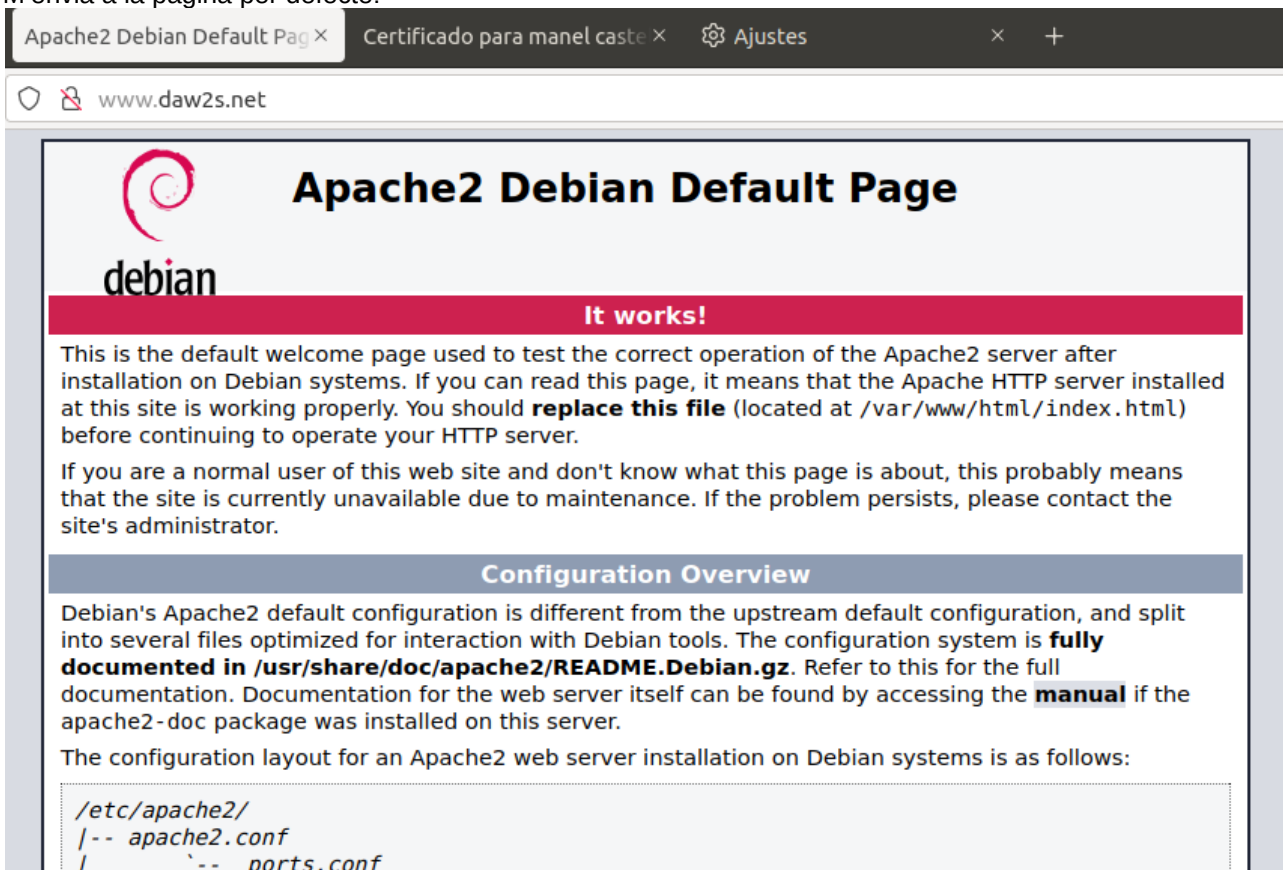 M'envia a la pàgina per defecte:
Apache2 Debian Default Pag ×
Certificado para manel caste ×
Ajustes ×
+
www.daw2s.net
debian
Apache2 Debian Default Page
It works!
This is the default welcome page used to test the correct operation of the Apache2 server after
installation on Debian systems. If you can read this page, it means that the Apache HTTP server installed
at this site is working properly. You should replace this file (located at /var/www/html/index.html)
before continuing to operate your HTTP server.
If you are a normal user of this web site and don't know what this page is about, this probably means
that the site is currently unavailable due to maintenance. If the problem persists, please contact the
site's administrator.
Configuration Overview
Debian's Apache2 default configuration is different from the upstream default configuration, and split
into several files optimized for interaction with Debian tools. The configuration system is fully
documented in /usr/share/doc/apache2/README.Debian.gz. Refer to this for the full
documentation. Documentation for the web server itself can be found by accessing the manual if the
apache2-doc package was installed on this server.
The configuration layout for an Apache2 web server installation on Debian systems is as follows:
/etc/apache2/
|-- apache2.conf
|       `--  ports.conf